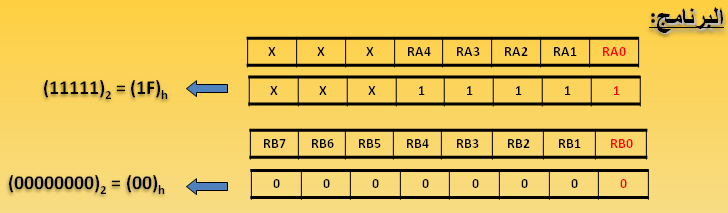 البرنامج:
X X X RA4 RA3 RA2 RA1 RA0
(11111)₂ = (1F)ₕ X X X 1 1 1 1 1
RB7 RB6 RB5 RB4 RB3 RB2 RB1 RB0
(00000000)₂ = (00)ₕ 0 0 0 0 0 0 0 0